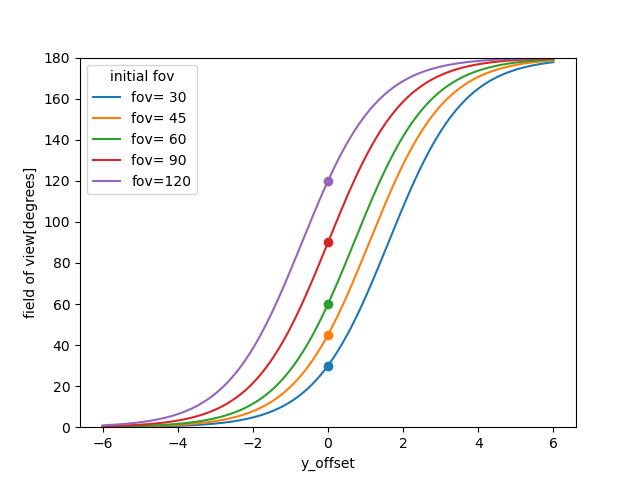 180
160
140
120
100
80
60
40
20
0
field of view[degrees]
initial fov
fov= 30
fov= 45
fov= 60
fov= 90
fov=120
−6 −4 −2 0 2 4 6
y_offset